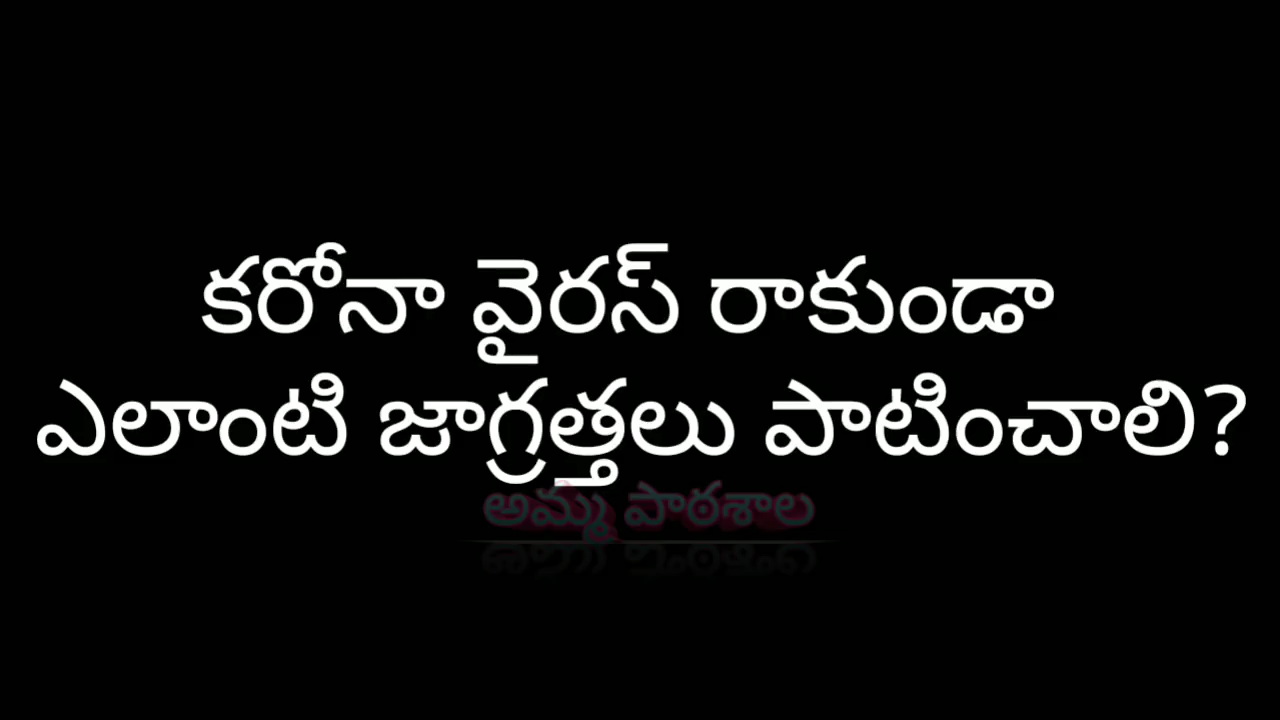 కరోనా వైరస్ రాకుండా
ఎలాంటి జాగ్రత్తలు పాటించాలి?
అమ్మ పాఠశాల